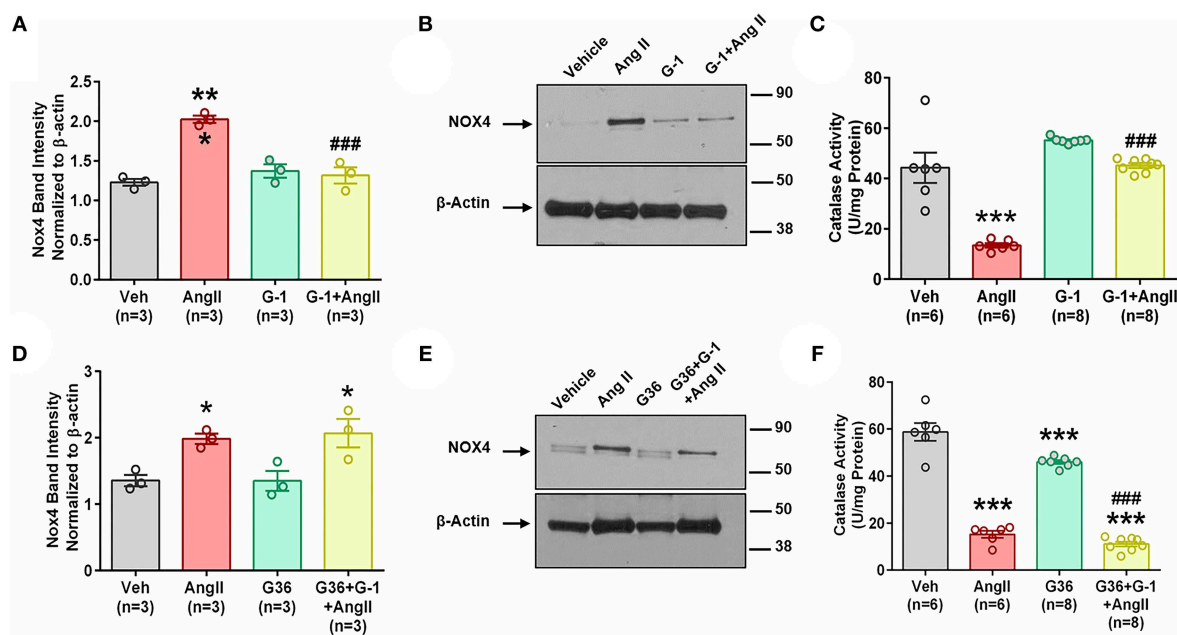 A
Nox4 Band Intensity
Normalized to β-actin
2.5
2.0
1.5
1.0
0.5
0.0
**
*
###
Veh
(n=3)
AngII
(n=3)
G-1
(n=3)
G-1+AngII
(n=3)
B
Vehicle
Ang II
G-1
G-1+Ang II
NOX4
β-Actin
90
50
50
38
C
Catalase Activity
(U/mg Protein)
80
60
40
20
0
***
###
Veh
(n=6)
AngII
(n=6)
G-1
(n=8)
G-1+AngII
(n=8)
D
Nox4 Band Intensity
Normalized to β-actin
3
2
1
0
*
*
Veh
(n=3)
AngII
(n=3)
G36
(n=3)
G36+G-1
+AngII
(n=3)
E
Vehicle
Ang II
G36
G36+G-1
+Ang II
NOX4
β-Actin
90
50
50
38
F
Catalase Activity
(U/mg Protein)
80
60
40
20
0
***
***
###
***
Veh
(n=6)
AngII
(n=6)
G36
(n=8)
G36+G-1
+AngII
(n=8)